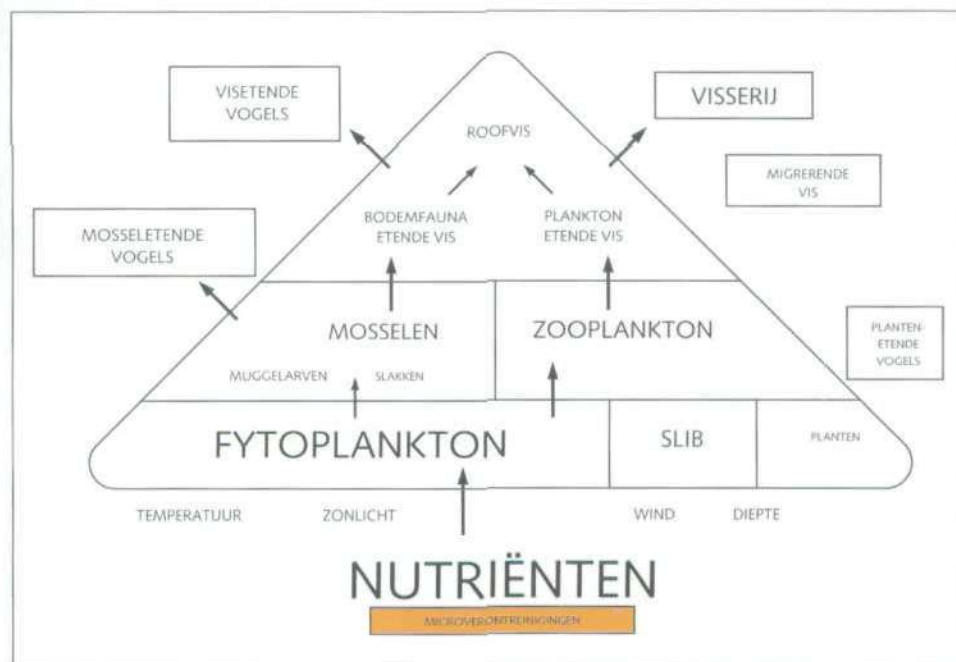 VISETENDE
VOGELS
VISSERIJ
ROOFVIS
MIGRERENDE
VIS
BODEMFAUNA
ETENDE VIS
PLANKTON
ETENDE VIS
MOSSELETENDE
VOGELS
MOSSELEN
ZOOPLANKTON
PLANTEN-
ETENDE
VOGELS
MUGGELARVEN
SLAKKEN
FYTOPLANKTON
SLIB
PLANTEN
TEMPERATUUR
ZONLICHT
WIND
DIEPTE
NUTRIËNTEN
MICROVERONTREINIGINGEN